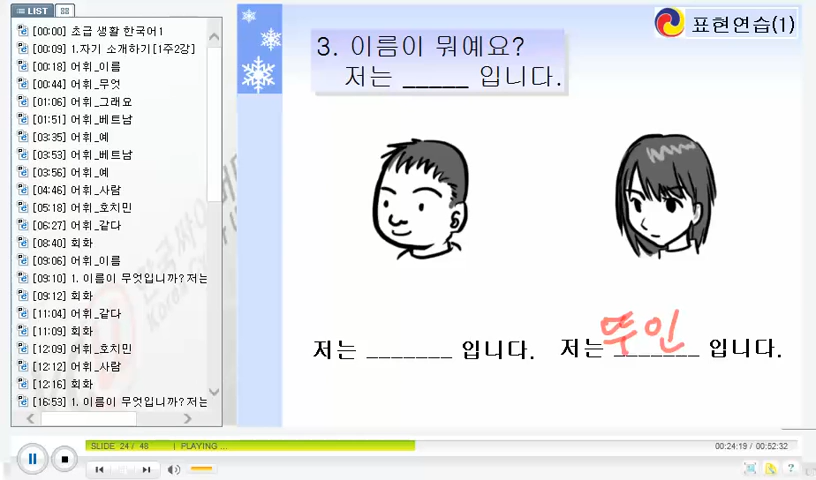 LIST
[00:00] 초급 생활 한국어1
[00:09] 1.자기 소개하기[1주2강]
[00:18] 어휘_이름
[00:44] 어휘_무엇
[01:06] 어휘_그래요
[01:51] 어휘_베트남
[03:35] 어휘_예
[03:53] 어휘_베트남
[03:56] 어휘_예
[04:46] 어휘_사람
[05:18] 어휘_호치민
[06:27] 어휘_같다
[08:40] 회화
[09:06] 어휘_이름
[09:10] 1. 이름이 무엇입니까? 저는
[09:12] 회화
[11:04] 어휘_같다
[11:09] 회화
[12:09] 어휘_호치민
[12:12] 어휘_사람
[12:16] 회화
[16:53] 1. 이름이 무엇입니까? 저는
표현연습(1)
3. 이름이 뭐예요?
저는 _____ 입니다.
저는 _______ 입니다.
저는 뚜인 입니다.
SLIDE 24 / 48 | PLAYING ...
00:24:19 / 00:52:32